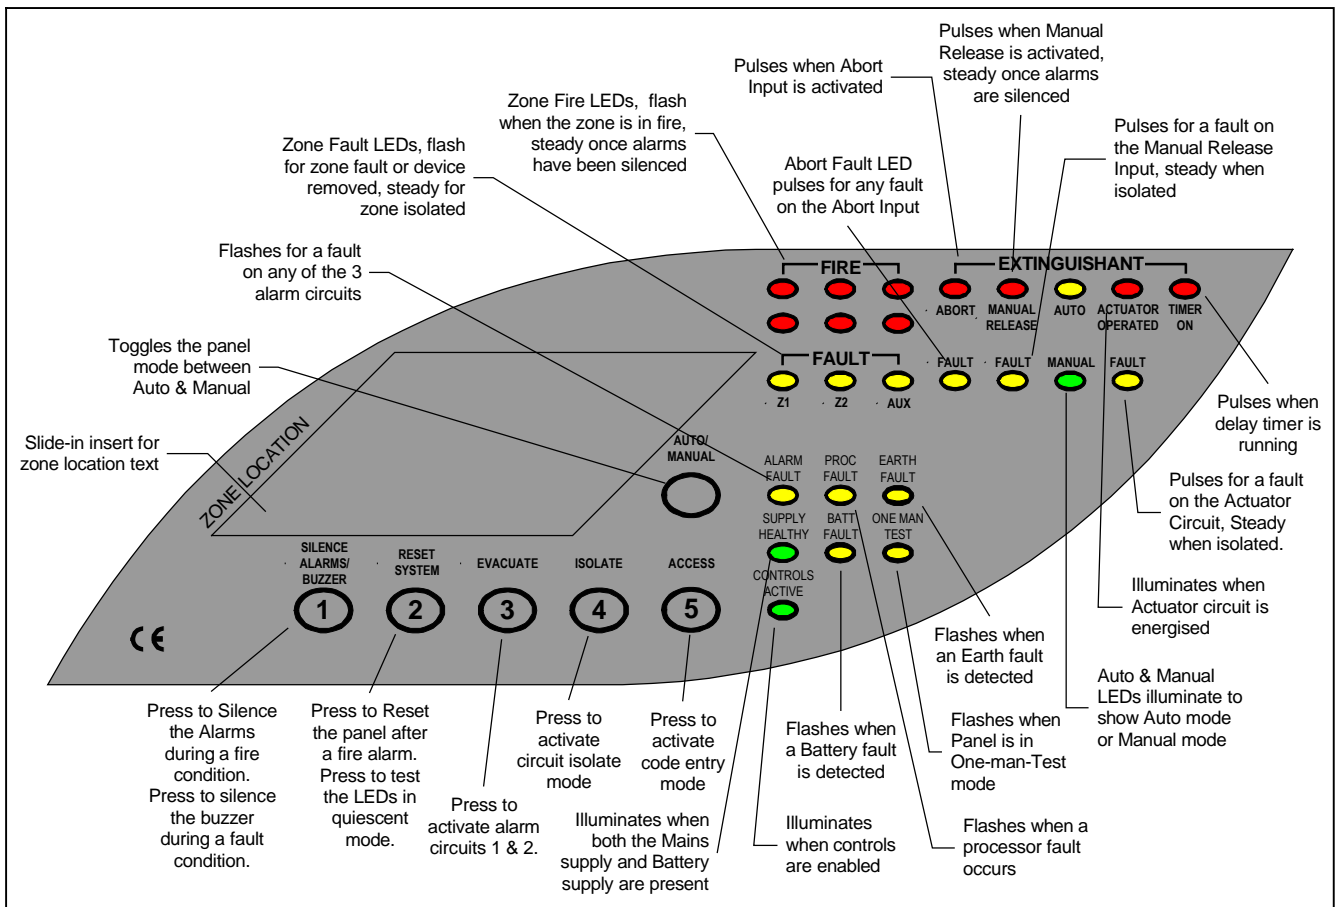 Pulses when Manual
Release is activated,
steady once alarms
are silenced
Pulses when Abort
Input is activated
Zone Fire LEDs, flash
when the zone is in fire,
steady once alarms
have been silenced
Pulses for a fault on
the Manual Release
Input, steady when
isolated
Zone Fault LEDs, flash
for zone fault or device
removed, steady for
zone isolated
Abort Fault LED
pulses for any fault
on the Abort Input
Flashes for a fault
on any of the 3
alarm circuits
FIRE
EXTINGUISHANT
ABORT
MANUAL
RELEASE
AUTO
ACTUATOR
OPERATED
TIMER
ON
Toggles the panel
mode between
Auto & Manual
FAULT
FAULT
FAULT
MANUAL
FAULT
Z1
Z2
AUX
Pulses when
delay timer is
running
Slide-in insert for
zone location text
ZONE LOCATION
AUTO/
MANUAL
ALARM
FAULT
PROC
FAULT
EARTH
FAULT
Pulses for a fault
on the Actuator
Circuit, Steady
when isolated.
SUPPLY
HEALTHY
BATT
FAULT
ONE MAN
TEST
SILENCE
ALARMS/
BUZZER
RESET
SYSTEM
EVACUATE
ISOLATE
ACCESS
CONTROLS
ACTIVE
1
2
3
4
5
Illuminates when
Actuator circuit is
energised
CE
Flashes when
an Earth fault
is detected
Auto & Manual
LEDs illuminate to
show Auto mode
or Manual mode
Press to Silence
the Alarms
during a fire
condition.
Press to silence
the buzzer
during a fault
condition.
Press to Reset
the panel after
a fire alarm.
Press to test
the LEDs in
quiescent
mode.
Press to
activate alarm
circuits 1 & 2.
Press to
activate
circuit isolate
mode
Press to
activate
code entry
mode
Flashes when
a Battery fault
is detected
Flashes when
Panel is in
One-man-Test
mode
Illuminates when
both the Mains
supply and Battery
supply are present
Illuminates
when controls
are enabled
Flashes when a
processor fault
occurs